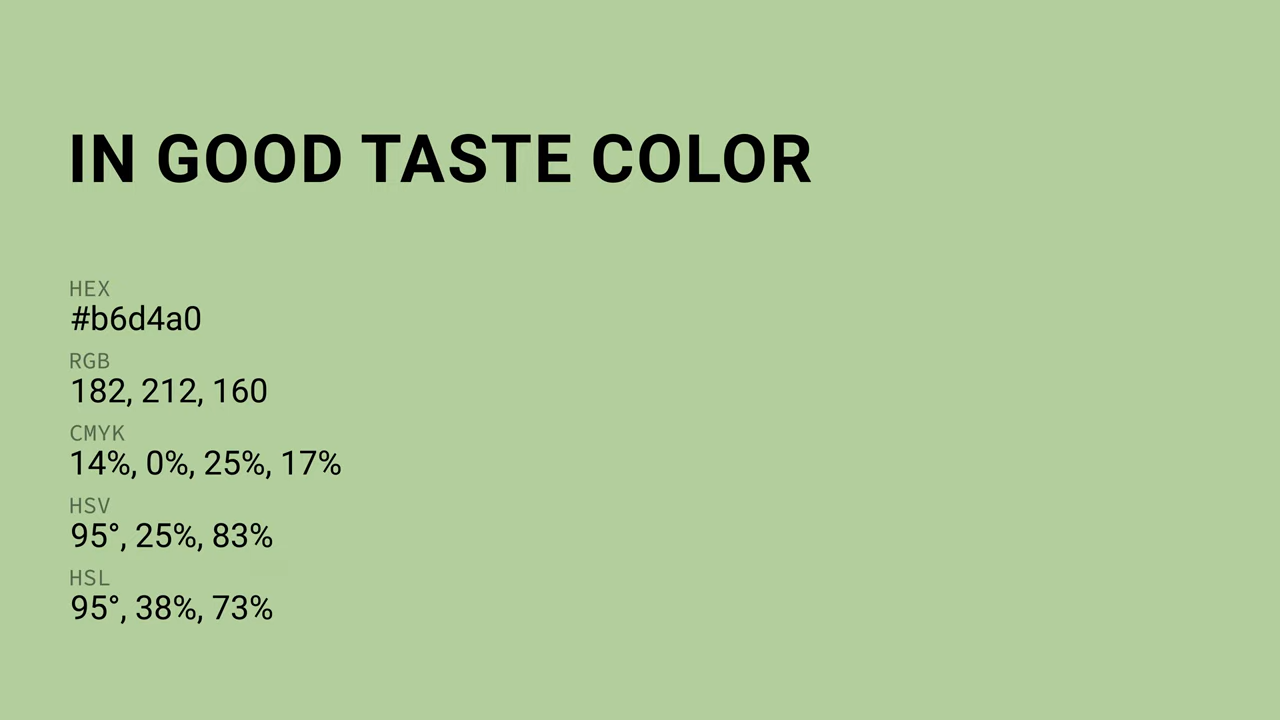 IN GOOD TASTE COLOR
HEX
#b6d4a0
RGB
182, 212, 160
CMYK
14%, 0%, 25%, 17%
HSV
95°, 25%, 83%
HSL
95°, 38%, 73%